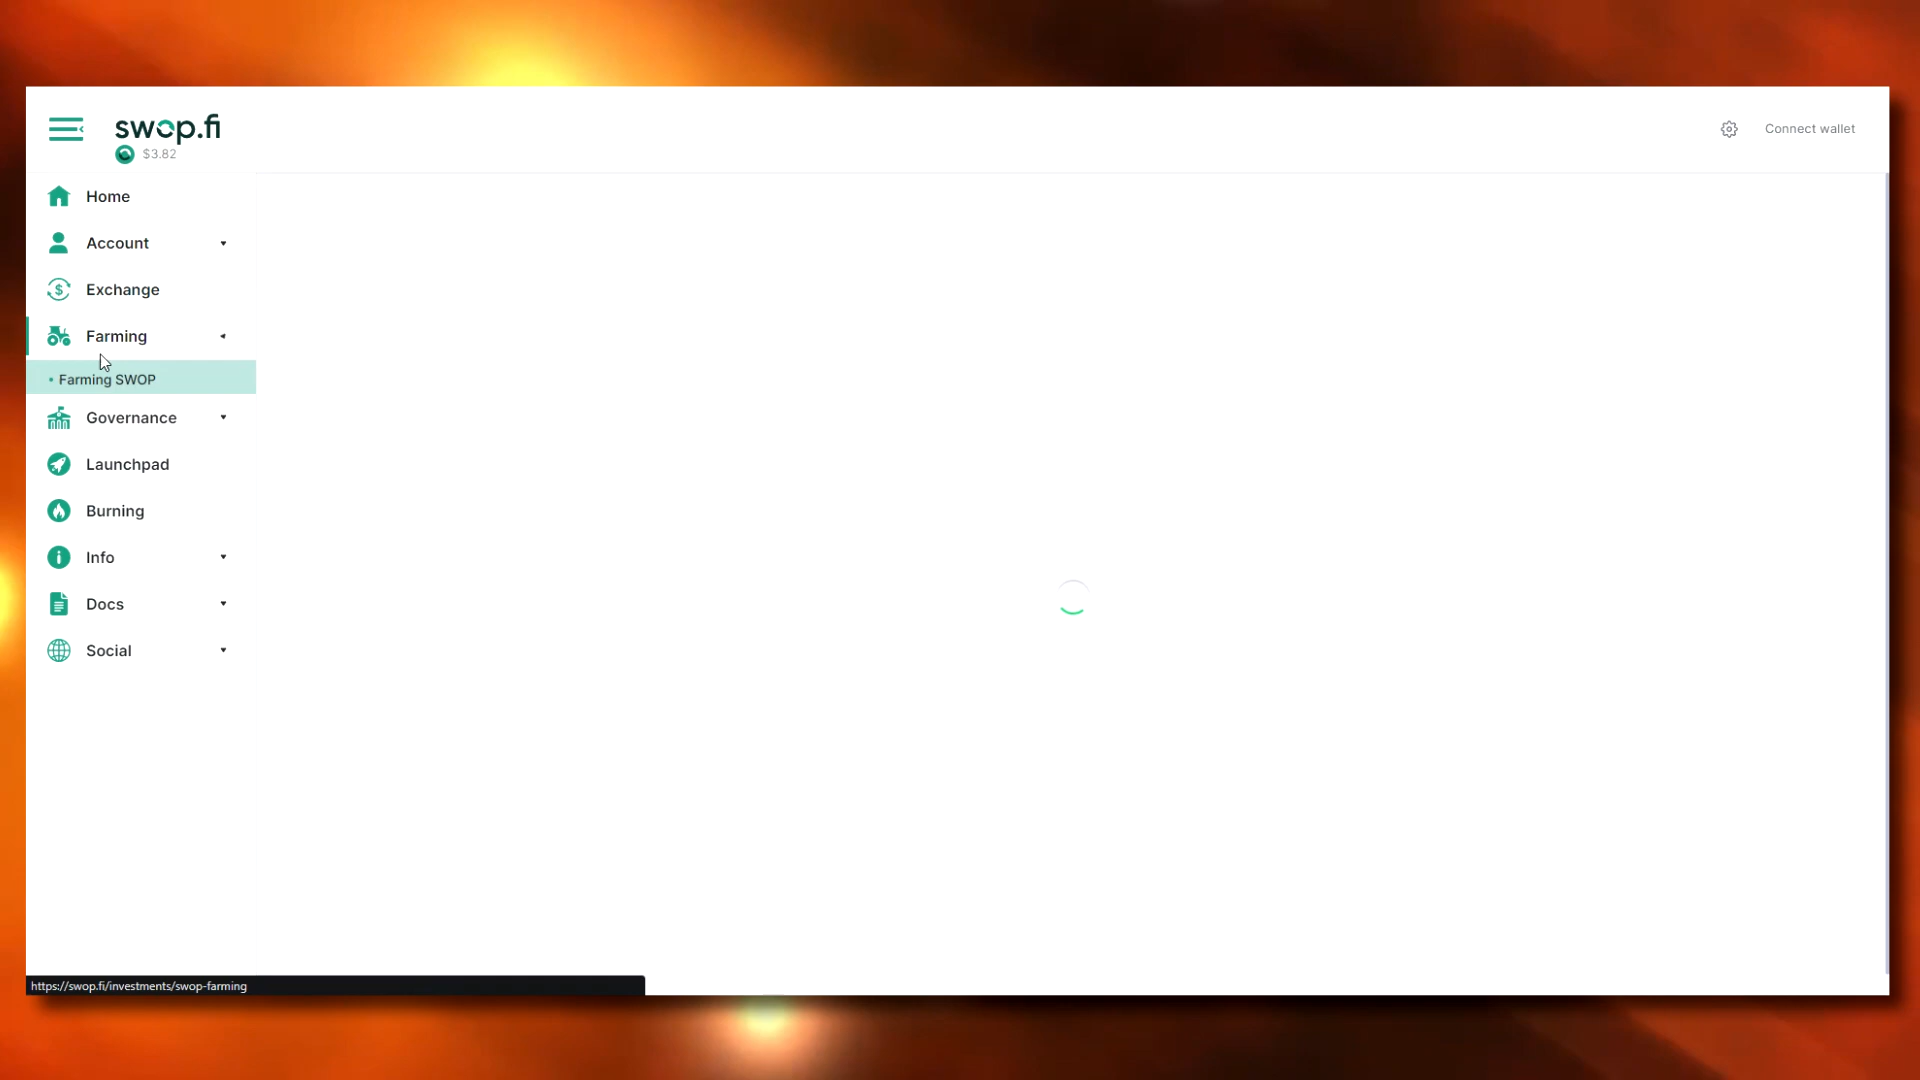 swop.fi
$3.82
Connect wallet
Home
Account
Exchange
Farming
• Farming SWOP
Governance
Launchpad
Burning
Info
Docs
Social
https://swop.fi/investments/swop-farming